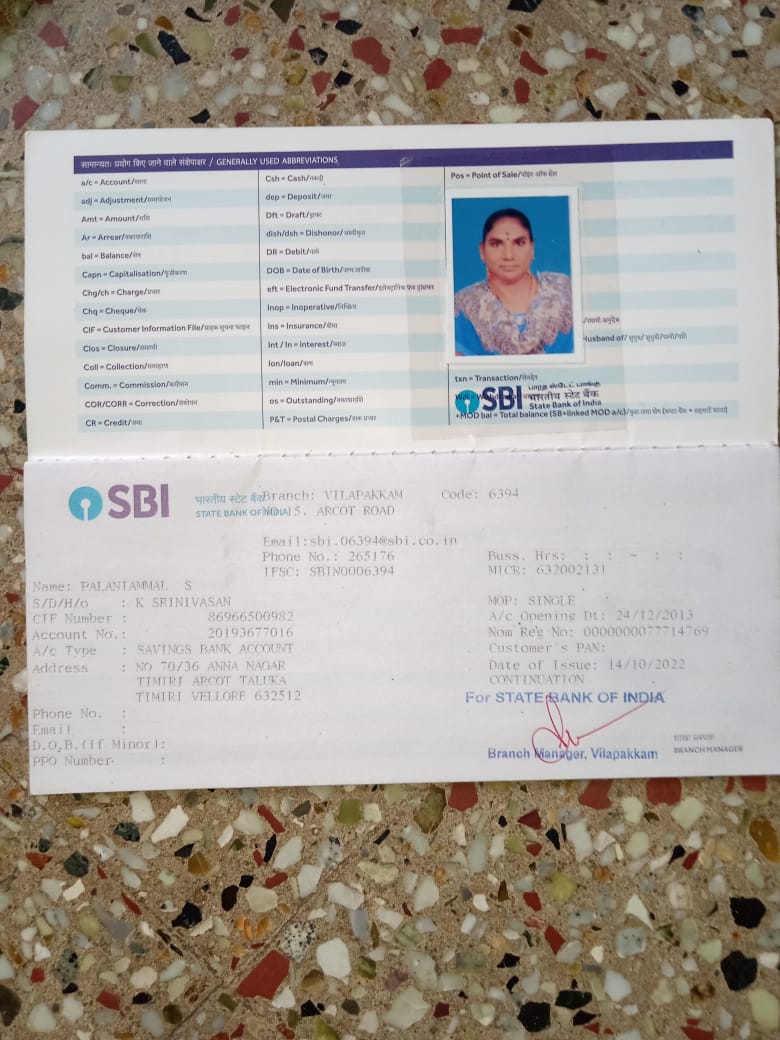 सामान्यतः प्रयोग किए जाने वाले संक्षेपाक्षर / GENERALLY USED ABBREVIATIONS
a/c = Account/खाता
adj = Adjustment/समायोजन
Amt = Amount/राशि
Ar = Arrear/बकायाराशि
bal = Balance/शेष
Capn = Capitalisation/पूंजीकरण
Chg/ch = Charge/प्रभार
Chq = Cheque/चेक
CIF = Customer Information File/ग्राहक सूचना फाइल
Clos = Closure/समाप्ति
Coll = Collection/समाहरण
Comm. = Commission/कमीशन
COR/CORR = Correction/संशोधन
CR = Credit/जमा
Csh = Cash/नकदी
dep = Deposit/जमा
Dft = Draft/ड्राफ्ट
dish/dsh = Dishonor/अस्वीकृत
DR = Debit/नामे
DOB = Date of Birth/जन्म तारीख
eft = Electronic Fund Transfer/इलेक्ट्रानिक फंड ट्रांसफर
Inop = Inoperative/निष्क्रिय
Ins = Insurance/बीमा
Int / In = interest/ब्याज
lon/loan/ऋण
min = Minimum/न्यूनतम
os = Outstanding/बकायाराशि
P&T = Postal Charges/डाक प्रभार
Pos = Point of Sale/पॉइंट ऑफ सेल
/स्थायी अनुदेश
Husband of/
txn = Transaction/लेनदेन
+MOD bal = Total balance (SB+linked MOD a/c)/
SBI
பாரத ஸ்டேட் வங்கி
भारतीय स्टेट बैंक
State Bank of India
SBI भारतीय स्टेट बैंक Branch: VILAPAKKAM Code: 6394
STATE BANK OF INDIA NO 15. ARCOT ROAD
Email:sbi.06394@sbi.co.in
Phone No.: 265176 Buss. Hrs: : : - : :
IFSC: SBIN0006394 MICR: 632002131
Name: PALANIAMMAL S
S/D/H/o : K SRINIVASAN MOP: SINGLE
CIF Number : 86966500982 A/c Opening Dt: 24/12/2013
Account No.: 20193677016 Nom Reg No: 0000000077714769
A/c Type : SAVINGS BANK ACCOUNT Customer's PAN:
Address : NO 70/36 ANNA NAGAR Date of Issue: 14/10/2022
TIMIRI ARCOT TALUKA CONTINUATION
TIMIRI VELLORE 632512 For STATE BANK OF INDIA
Phone No. :
Email :
D.O.B.(If Minor):
PPO Number :
Branch Manager, Vilapakkam
शाखा प्रबंधक
BRANCH MANAGER